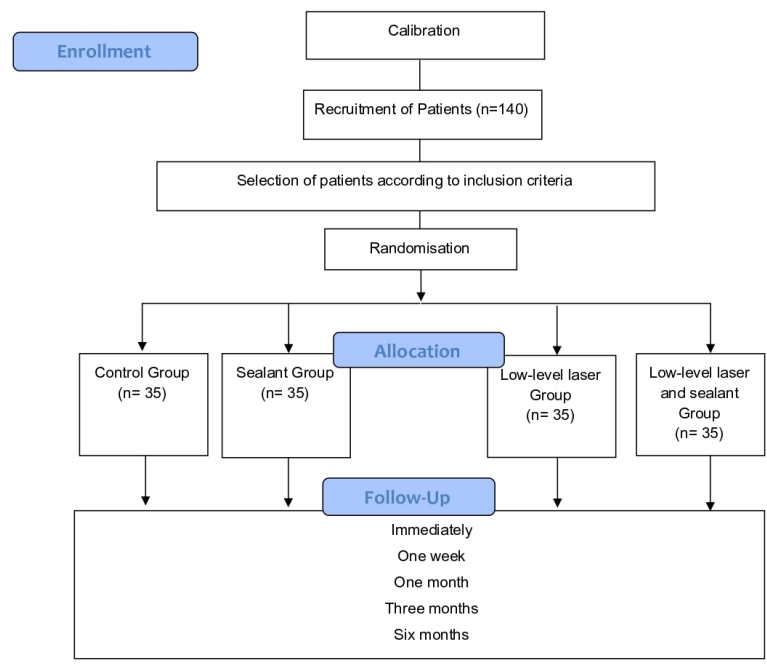 Enrollment
Calibration
Recruitment of Patients (n=140)
Selection of patients according to inclusion criteria
Randomisation
Allocation
Control Group
(n= 35)
Sealant Group
(n= 35)
Low-level laser
Group
(n= 35)
Low-level laser
and sealant
Group
(n= 35)
Follow-Up
Immediately
One week
One month
Three months
Six months